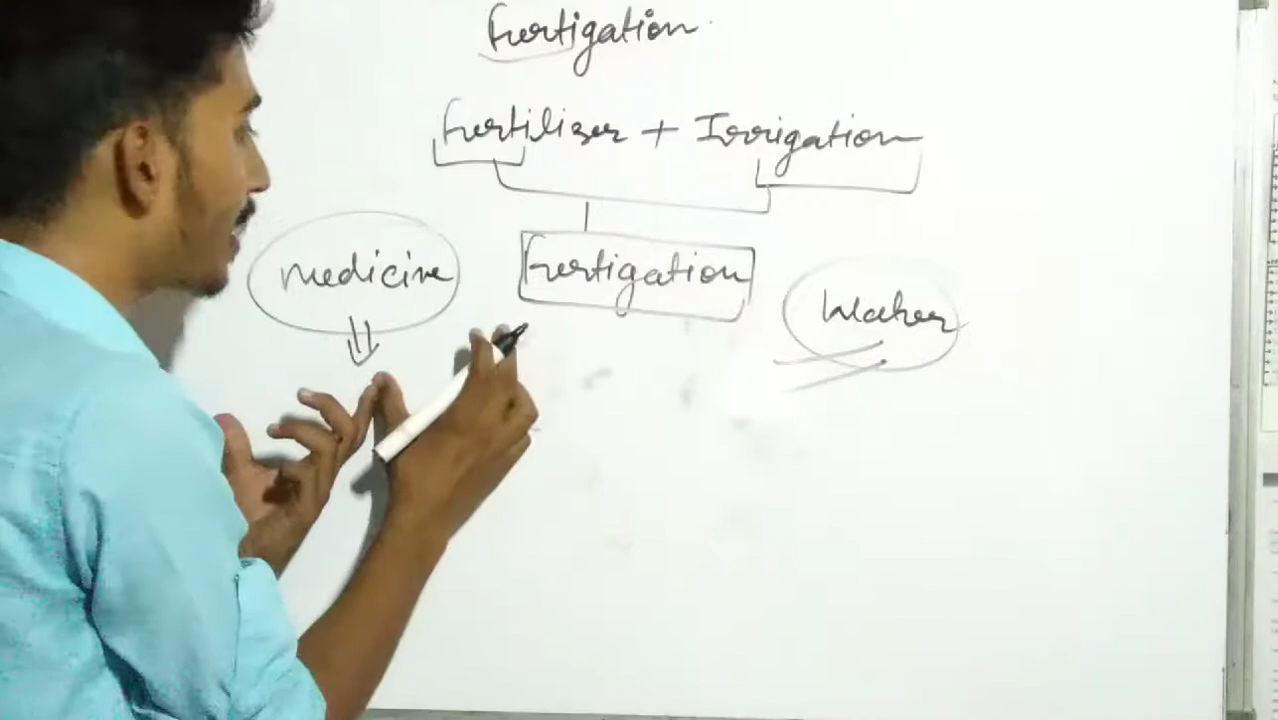 Fertigation
Fertilizer + Irrigation
Fertigation
medicine
Water